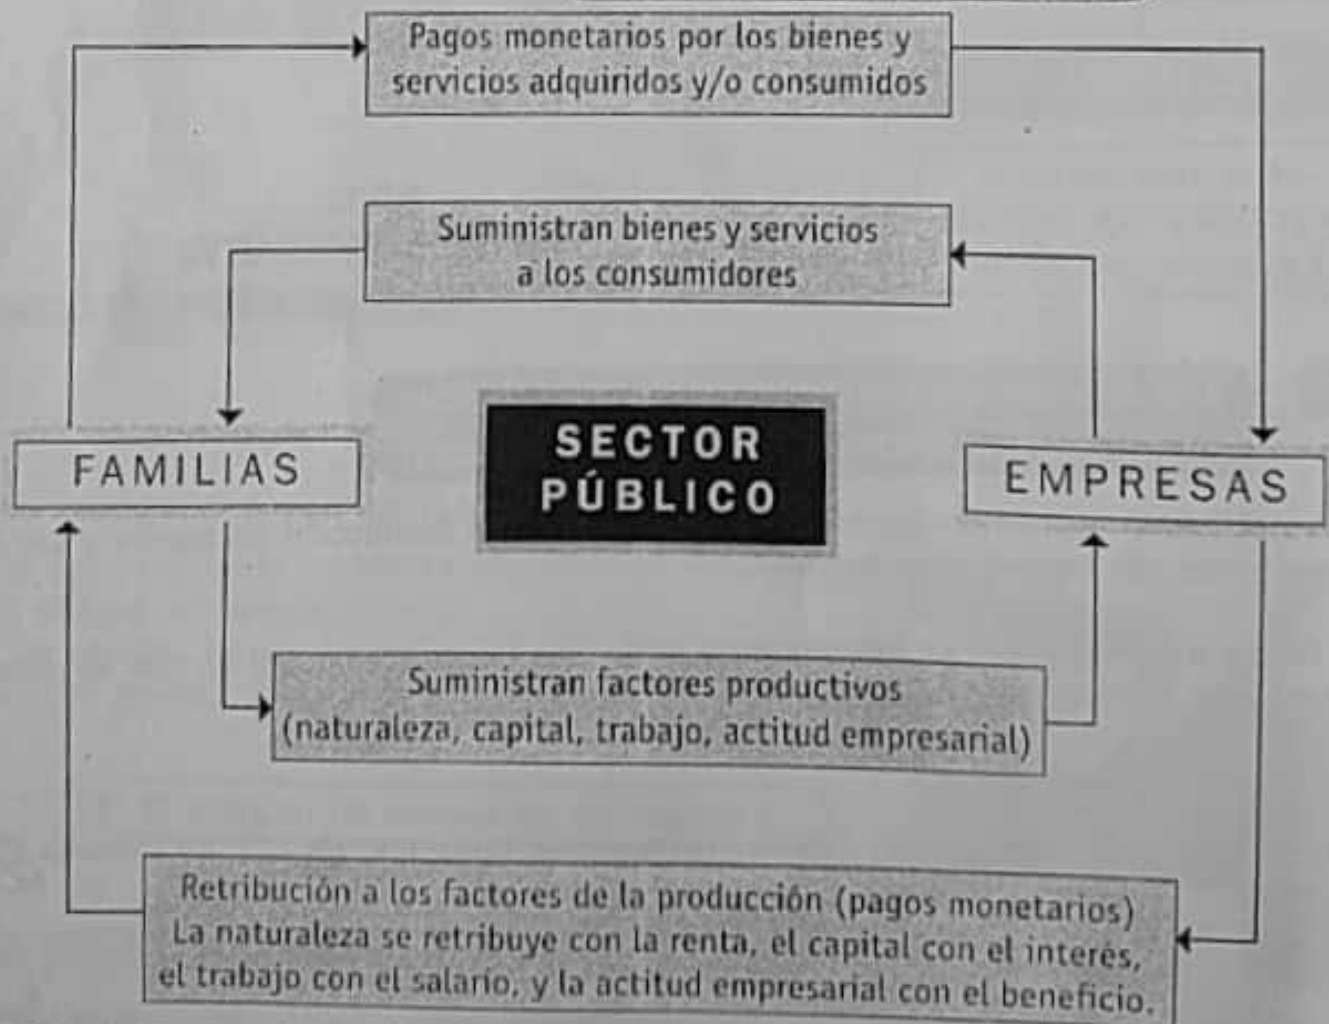 Pagos monetarios por los bienes y
servicios adquiridos y/o consumidos
Suministran bienes y servicios
a los consumidores
SECTOR
PÚBLICO
FAMILIAS
EMPRESAS
Suministran factores productivos
(naturaleza, capital, trabajo, actitud empresarial)
Retribución a los factores de la producción (pagos monetarios)
La naturaleza se retribuye con la renta, el capital con el interés,
el trabajo con el salario, y la actitud empresarial con el beneficio.